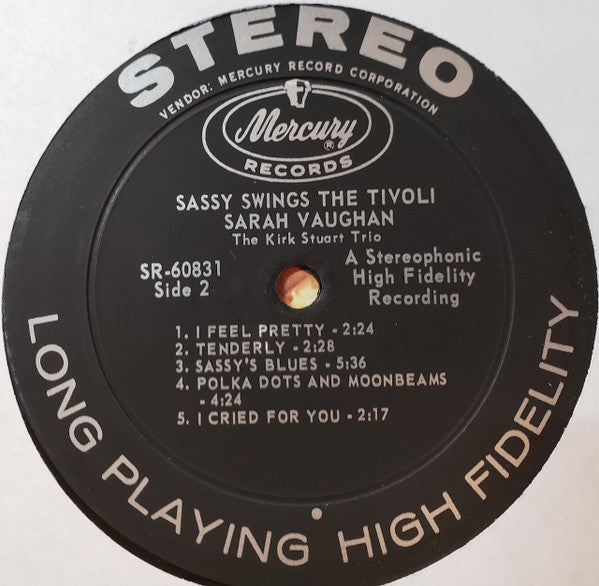 STEREO
VENDOR: MERCURY RECORD CORPORATION
Mercury®
RECORDS
SASSY SWINGS THE TIVOLI
SARAH VAUGHAN
The Kirk Stuart Trio
SR-60831
Side 2
A Stereophonic
High Fidelity
Recording
1. I FEEL PRETTY - 2:24
2. TENDERLY - 2:28
3. SASSY'S BLUES - 5:36
4. POLKA DOTS AND MOONBEAMS
- 4:24
5. I CRIED FOR YOU - 2:17
LONG PLAYING HIGH FIDELITY